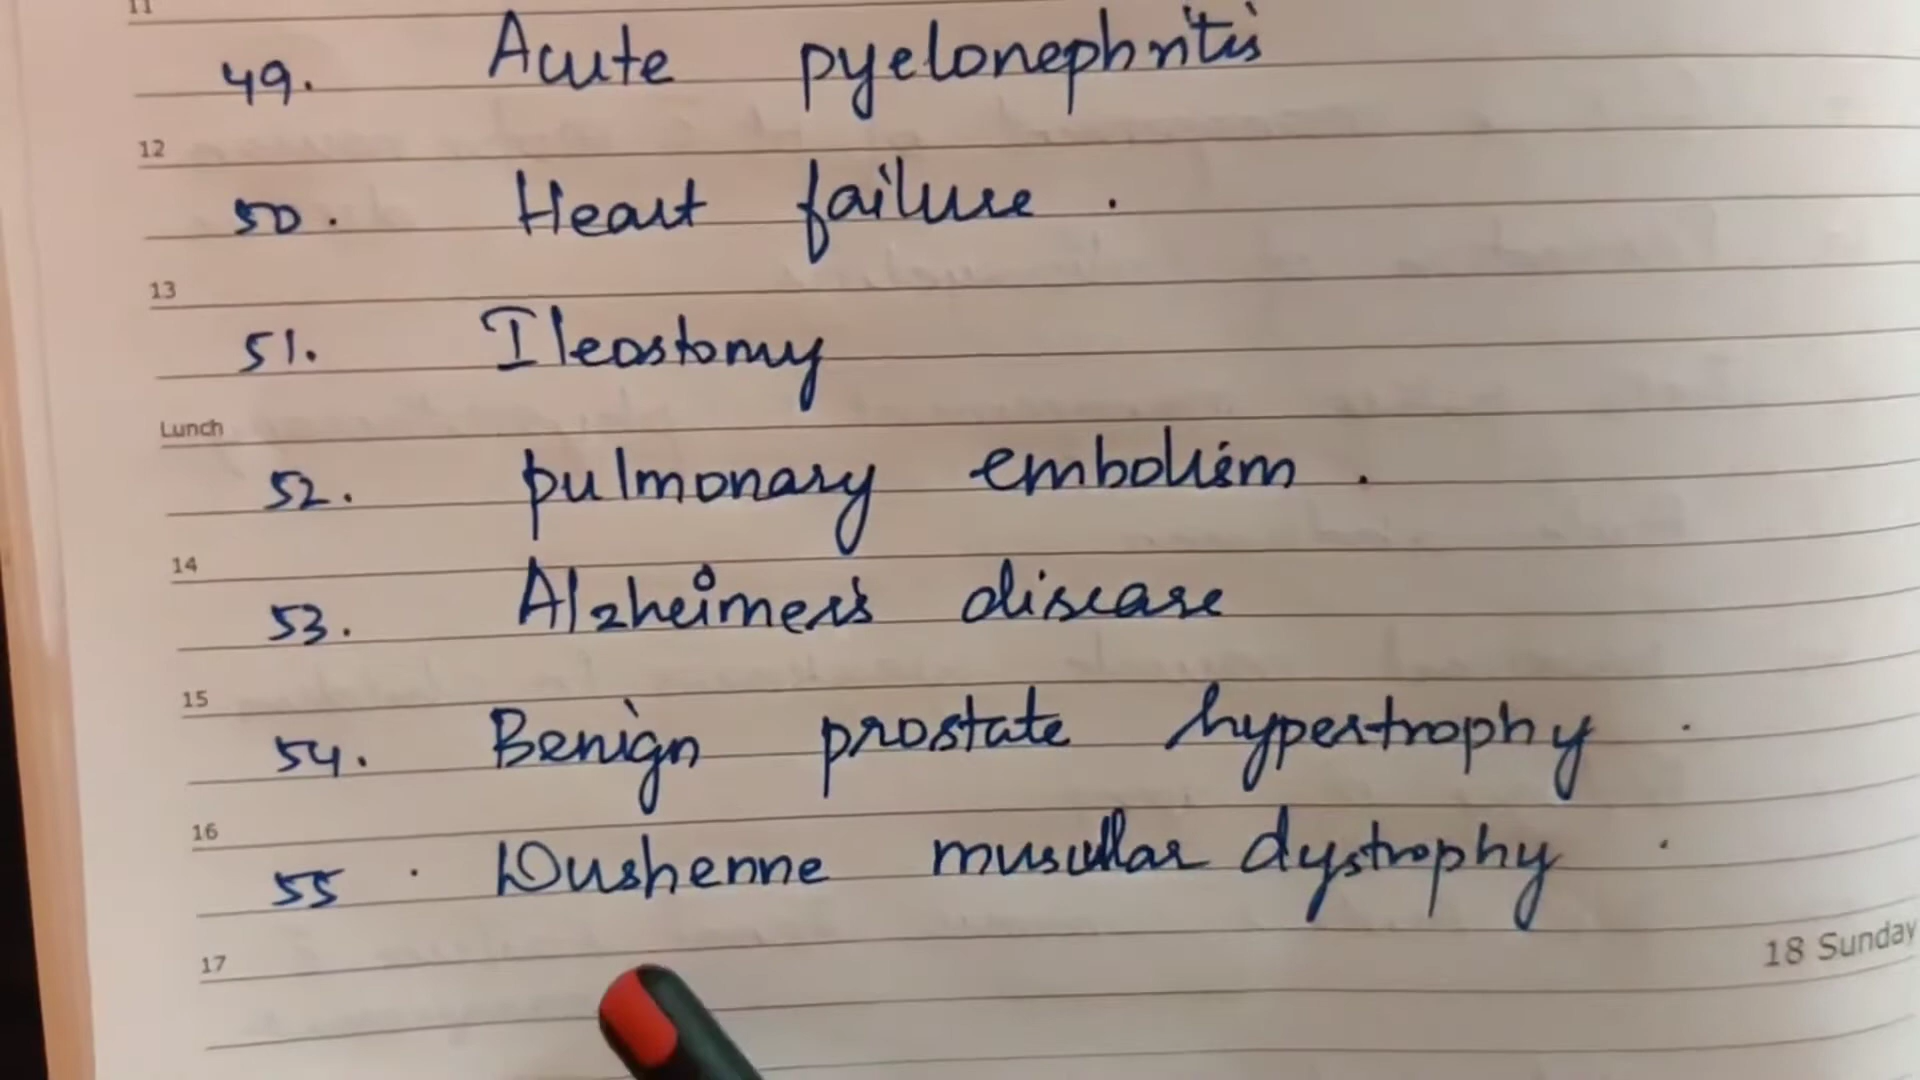 11
49. Acute pyelonephritis
12
50. Heart failure.
13
51. Ileostomy
Lunch
52. pulmonary embolism.
14
53. Alzheimer's disease
15
54. Benign prostate hypertrophy.
16
55. Dushenne muscullar dystrophy.
18 Sunday
17